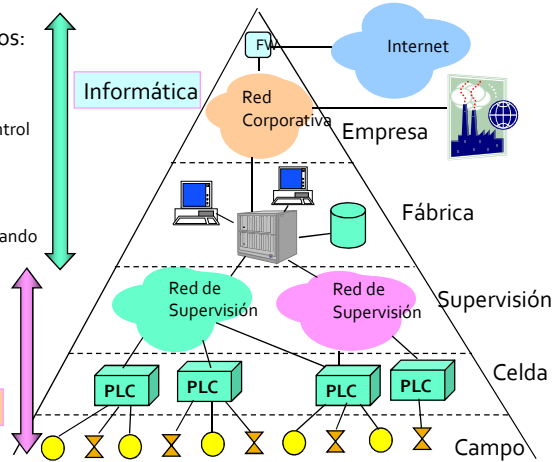 os:
FW
Internet
Informática
Red
Corporativa
Empresa
ntrol
Fábrica
ando
Red de
Supervisión
Red de
Supervisión
Supervisión
Celda
PLC
PLC
PLC
PLC
Campo